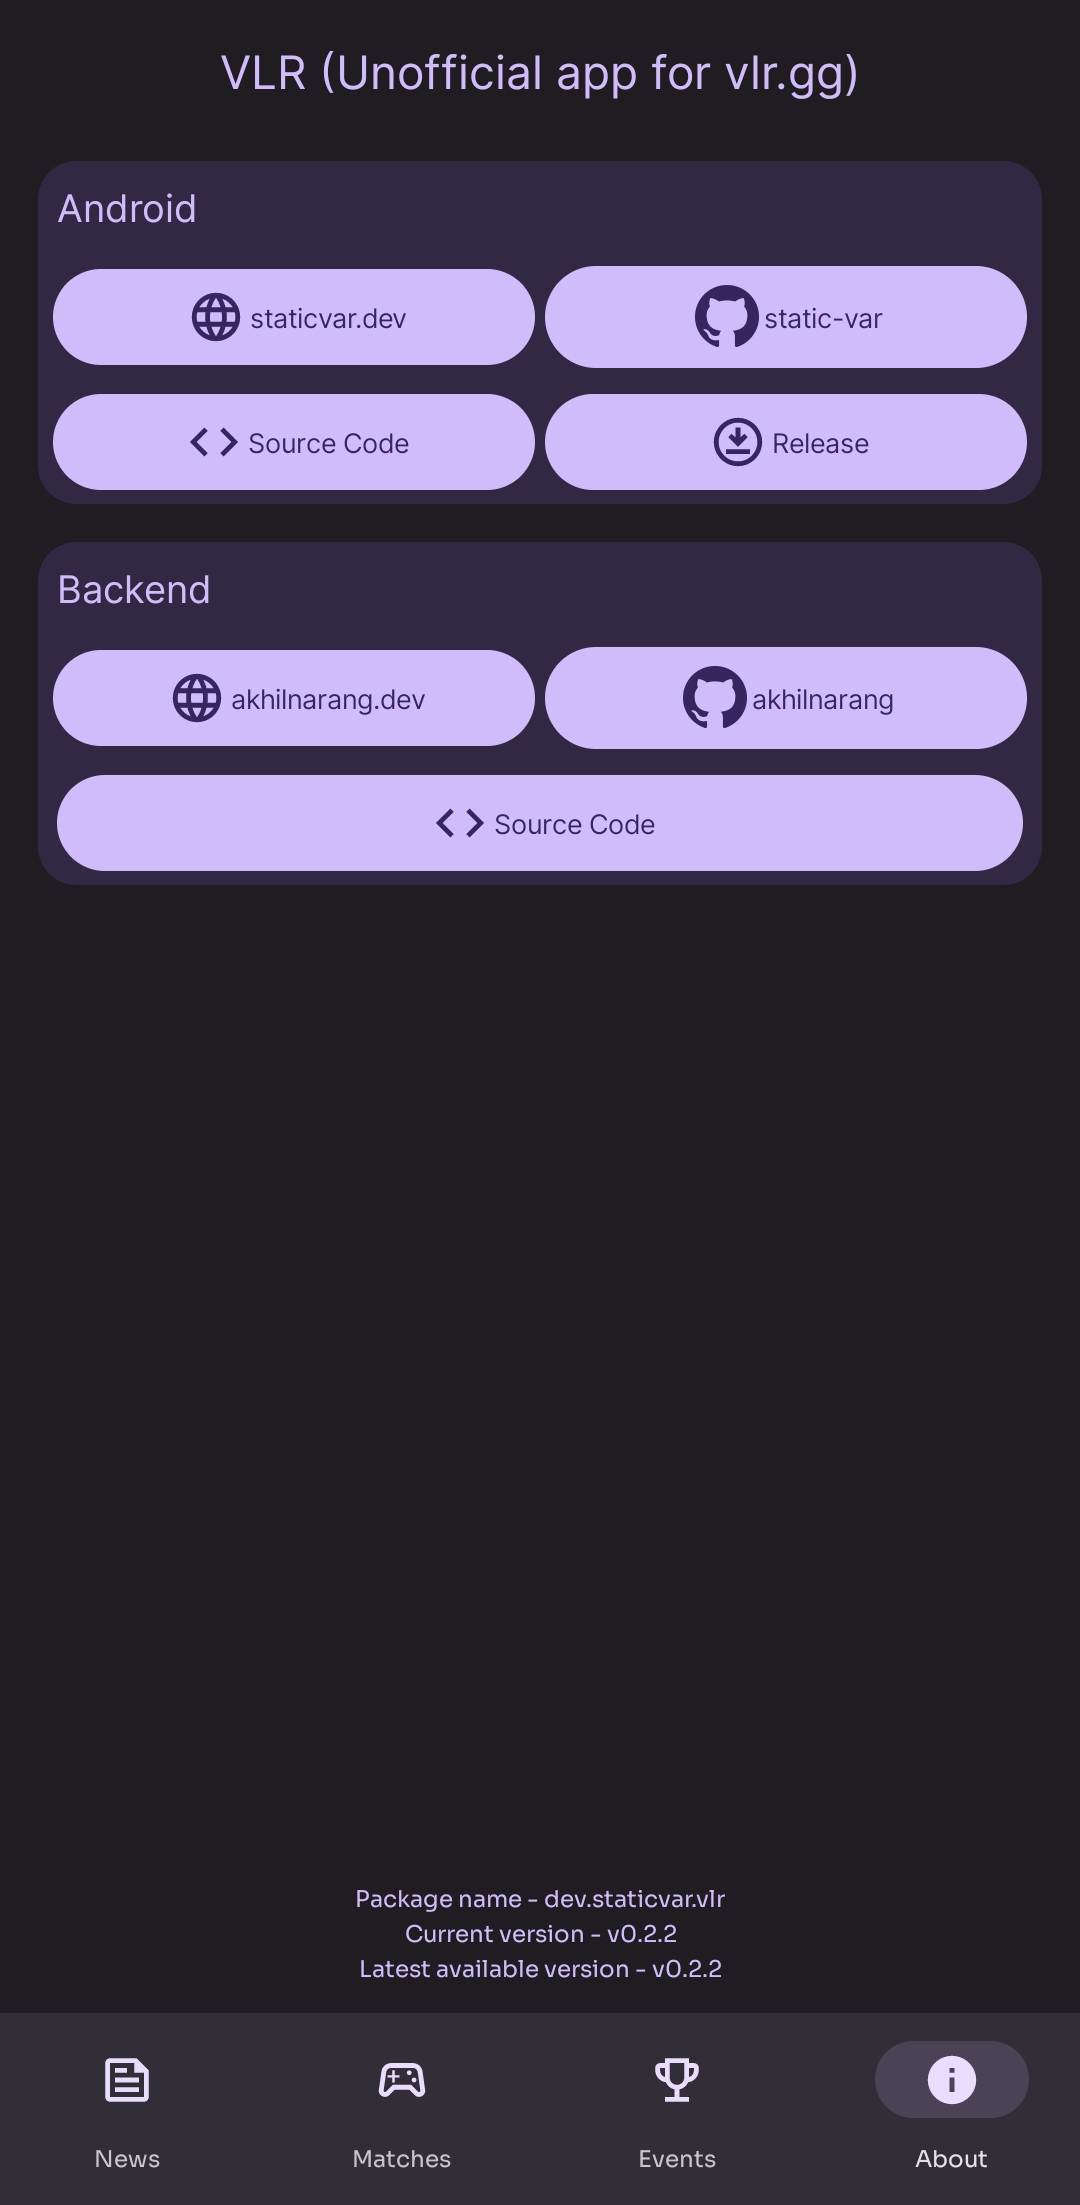 VLR (Unofficial app for vlr.gg)
Android
staticvar.dev
static-var
Source Code
Release
Backend
akhilnarang.dev
akhilnarang
Source Code
Package name - dev.staticvar.vlr
Current version - v0.2.2
Latest available version - v0.2.2
News
Matches
Events
About